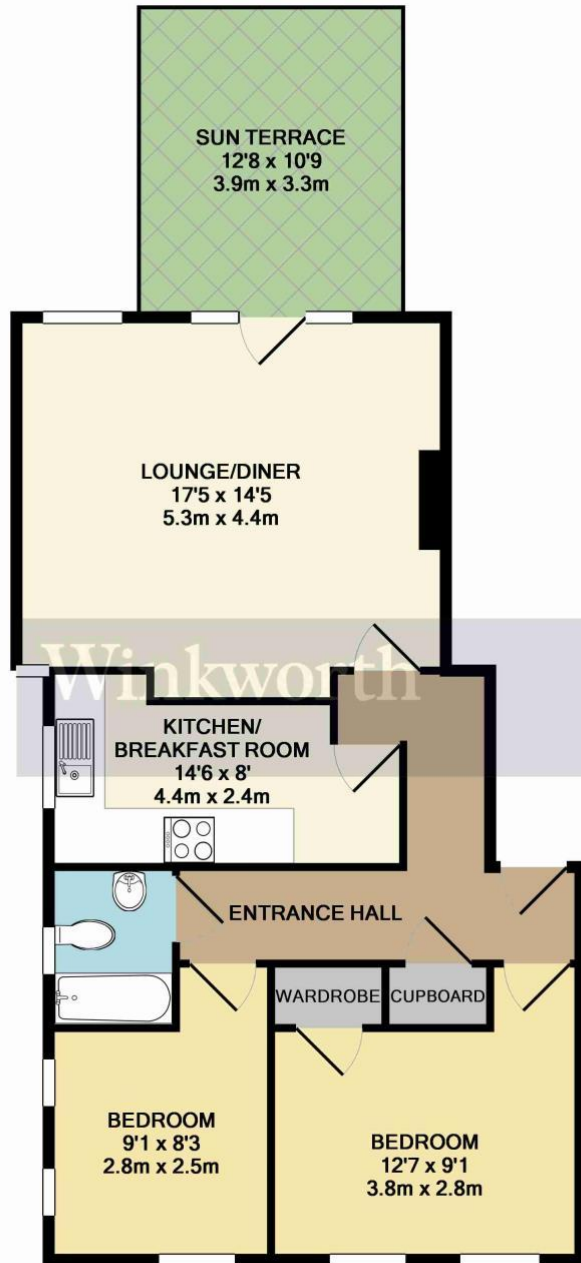 SUN TERRACE
12'8 x 10'9
3.9m x 3.3m
LOUNGE/DINER
17'5 x 14'5
5.3m x 4.4m
Winkworth
KITCHEN/
BREAKFAST ROOM
14'6 x 8'
4.4m x 2.4m
ENTRANCE HALL
WARDROBE
CUPBOARD
BEDROOM
9'1 x 8'3
2.8m x 2.5m
BEDROOM
12'7 x 9'1
3.8m x 2.8m